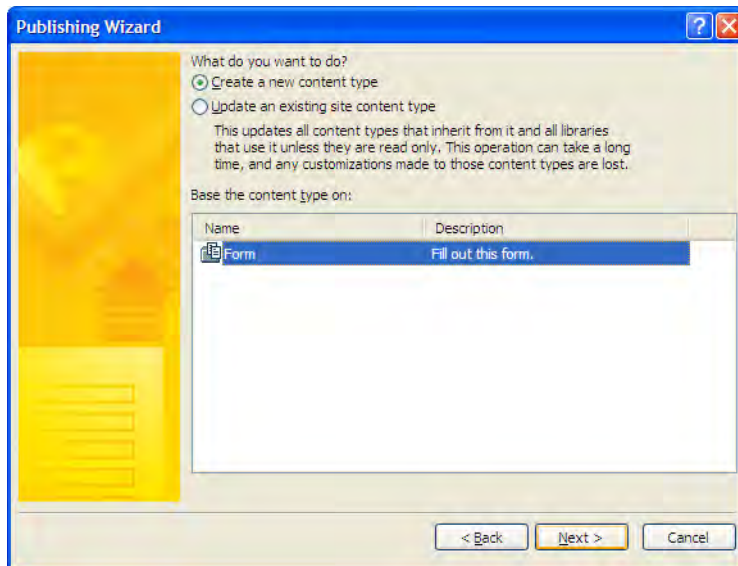 Publishing Wizard
What do you want to do?
Create a new content type
Update an existing site content type
This updates all content types that inherit from it and all libraries
that use it unless they are read only. This operation can take a long
time, and any customizations made to those content types are lost.
Base the content type on:
Name Description
Form Fill out this form.
< Back Next > Cancel